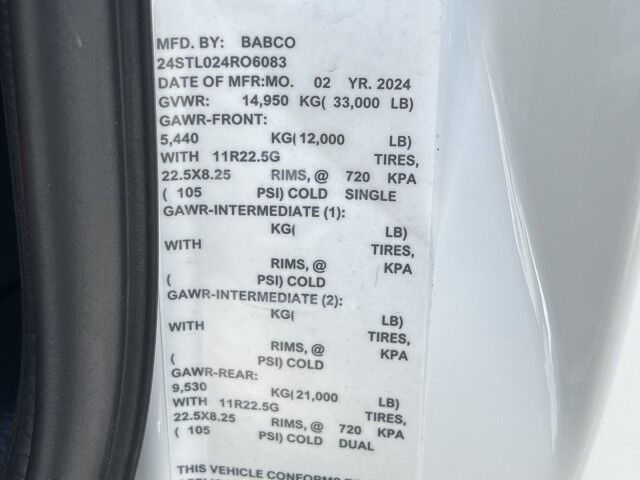 MFD. BY: BABCO
24STL024RO6083
DATE OF MFR:MO. 02 YR. 2024
GVWR: 14,950 KG( 33,000 LB)
GAWR-FRONT:
5,440 KG( 12,000 LB)
WITH 11R22.5G TIRES,
22.5X8.25 RIMS, @ 720 KPA
( 105 PSI) COLD SINGLE
GAWR-INTERMEDIATE (1):
KG( LB)
WITH TIRES,
RIMS, @ KPA
( PSI) COLD
GAWR-INTERMEDIATE (2):
KG( LB)
WITH TIRES,
RIMS, @ KPA
( PSI) COLD
GAWR-REAR:
9,530 KG( 21,000 LB)
WITH 11R22.5G TIRES,
22.5X8.25 RIMS, @ 720 KPA
( 105 PSI) COLD DUAL
THIS VEHICLE CONFORMS